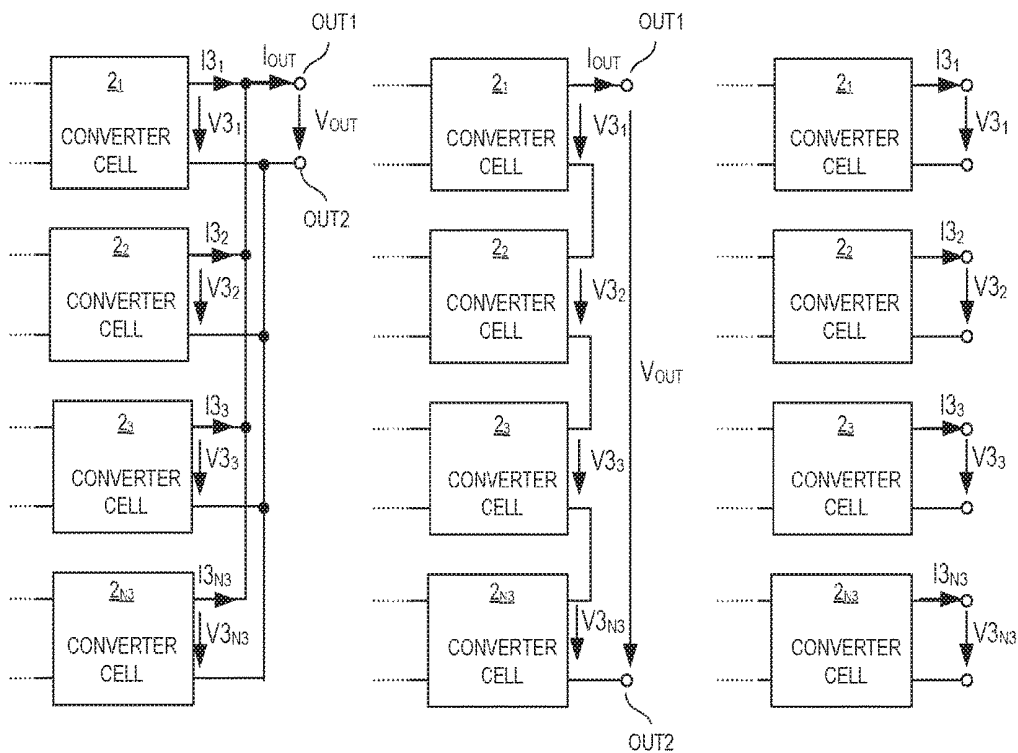 OUT1
I3₁
IOUT
2₁
CONVERTER
CELL
V3₁
VOUT
OUT2
I3₂
2₂
CONVERTER
CELL
V3₂
I3₃
2₃
CONVERTER
CELL
V3₃
I3N3
2N3
CONVERTER
CELL
V3N3
OUT1
IOUT
2₁
CONVERTER
CELL
V3₁
2₂
CONVERTER
CELL
V3₂
VOUT
2₃
CONVERTER
CELL
V3₃
2N3
CONVERTER
CELL
V3N3
OUT2
I3₁
2₁
CONVERTER
CELL
V3₁
I3₂
2₂
CONVERTER
CELL
V3₂
I3₃
2₃
CONVERTER
CELL
V3₃
I3N3
2N3
CONVERTER
CELL
V3N3